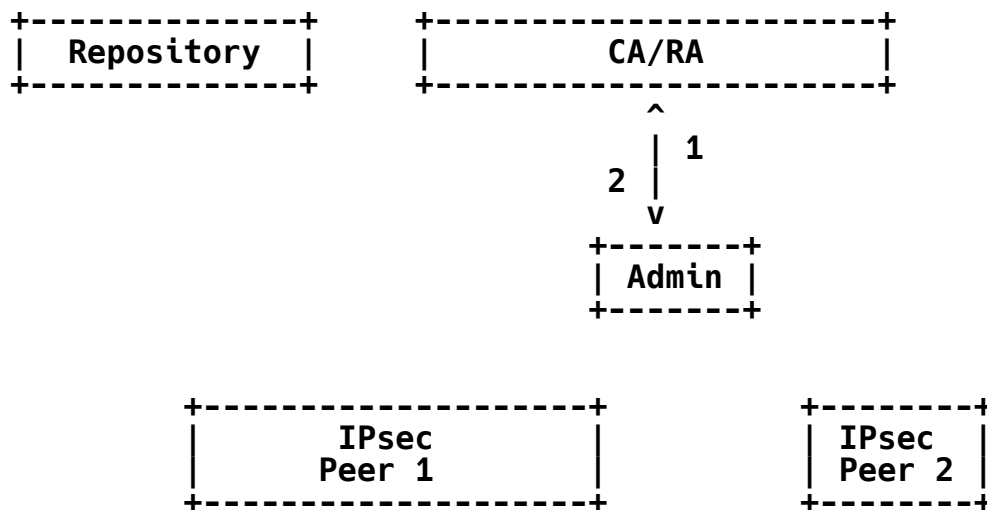 Repository CA/RA
1
2
Admin
IPsec IPsec
Peer 1 Peer 2